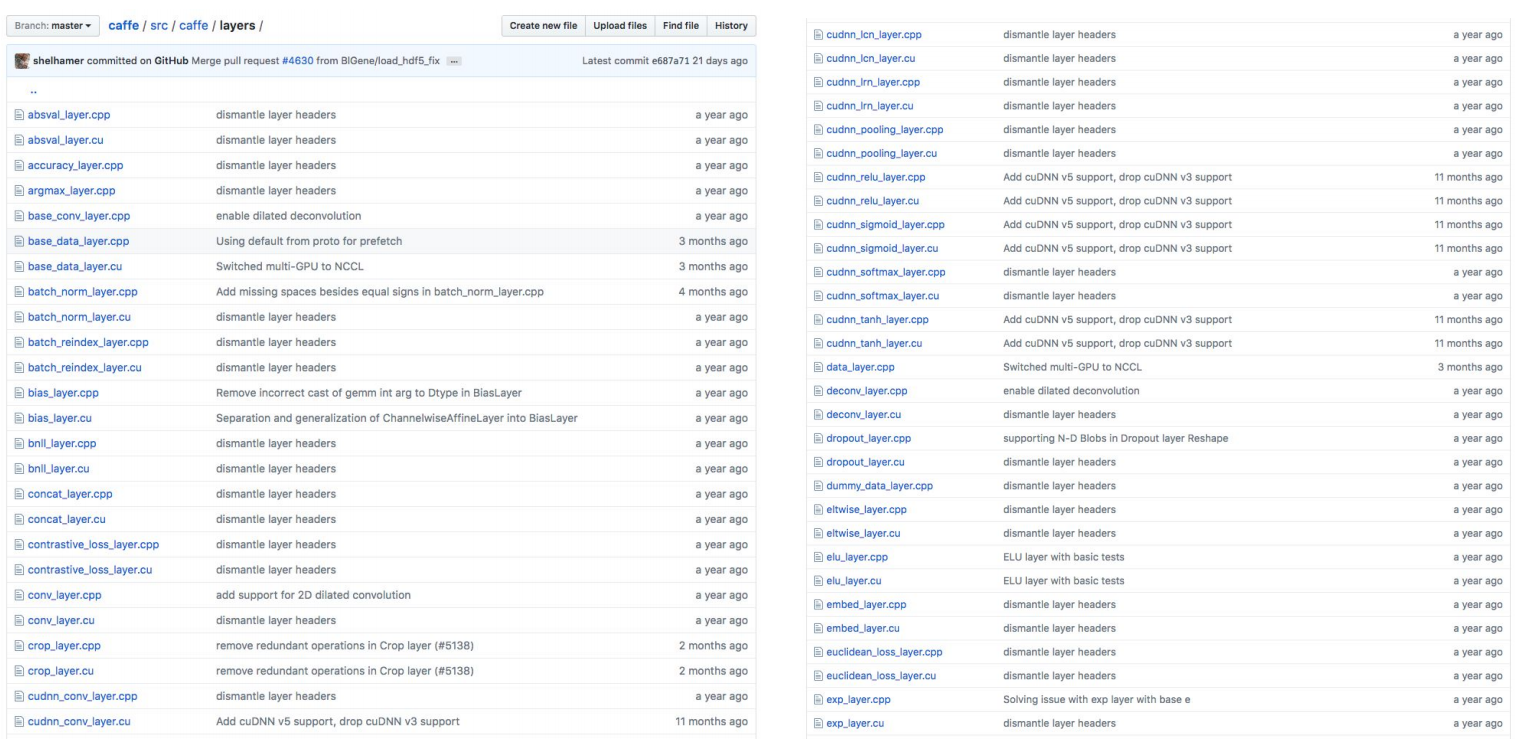 Branch: master caffe / src / caffe / layers / Create new file Upload files Find file History
shelhamer committed on GitHub Merge pull request #4630 from BIGene/load_hdf5_fix ... Latest commit e687a71 21 days ago
..
absval_layer.cpp dismantle layer headers a year ago
absval_layer.cu dismantle layer headers a year ago
accuracy_layer.cpp dismantle layer headers a year ago
argmax_layer.cpp dismantle layer headers a year ago
base_conv_layer.cpp enable dilated deconvolution a year ago
base_data_layer.cpp Using default from proto for prefetch 3 months ago
base_data_layer.cu Switched multi-GPU to NCCL 3 months ago
batch_norm_layer.cpp Add missing spaces besides equal signs in batch_norm_layer.cpp 4 months ago
batch_norm_layer.cu dismantle layer headers a year ago
batch_reindex_layer.cpp dismantle layer headers a year ago
batch_reindex_layer.cu dismantle layer headers a year ago
bias_layer.cpp Remove incorrect cast of gemm int arg to Dtype in BiasLayer a year ago
bias_layer.cu Separation and generalization of ChannelwiseAffineLayer into BiasLayer a year ago
bnll_layer.cpp dismantle layer headers a year ago
bnll_layer.cu dismantle layer headers a year ago
concat_layer.cpp dismantle layer headers a year ago
concat_layer.cu dismantle layer headers a year ago
contrastive_loss_layer.cpp dismantle layer headers a year ago
contrastive_loss_layer.cu dismantle layer headers a year ago
conv_layer.cpp add support for 2D dilated convolution a year ago
conv_layer.cu dismantle layer headers a year ago
crop_layer.cpp remove redundant operations in Crop layer (#5138) 2 months ago
crop_layer.cu remove redundant operations in Crop layer (#5138) 2 months ago
cudnn_conv_layer.cpp dismantle layer headers a year ago
cudnn_conv_layer.cu Add cuDNN v5 support, drop cuDNN v3 support 11 months ago
cudnn_lcn_layer.cpp dismantle layer headers a year ago
cudnn_lcn_layer.cu dismantle layer headers a year ago
cudnn_lrn_layer.cpp dismantle layer headers a year ago
cudnn_lrn_layer.cu dismantle layer headers a year ago
cudnn_pooling_layer.cpp dismantle layer headers a year ago
cudnn_pooling_layer.cu dismantle layer headers a year ago
cudnn_relu_layer.cpp Add cuDNN v5 support, drop cuDNN v3 support 11 months ago
cudnn_relu_layer.cu Add cuDNN v5 support, drop cuDNN v3 support 11 months ago
cudnn_sigmoid_layer.cpp Add cuDNN v5 support, drop cuDNN v3 support 11 months ago
cudnn_sigmoid_layer.cu Add cuDNN v5 support, drop cuDNN v3 support 11 months ago
cudnn_softmax_layer.cpp dismantle layer headers a year ago
cudnn_softmax_layer.cu dismantle layer headers a year ago
cudnn_tanh_layer.cpp Add cuDNN v5 support, drop cuDNN v3 support 11 months ago
cudnn_tanh_layer.cu Add cuDNN v5 support, drop cuDNN v3 support 11 months ago
data_layer.cpp Switched multi-GPU to NCCL 3 months ago
deconv_layer.cpp enable dilated deconvolution a year ago
deconv_layer.cu dismantle layer headers a year ago
dropout_layer.cpp supporting N-D Blobs in Dropout layer Reshape a year ago
dropout_layer.cu dismantle layer headers a year ago
dummy_data_layer.cpp dismantle layer headers a year ago
eltwise_layer.cpp dismantle layer headers a year ago
eltwise_layer.cu dismantle layer headers a year ago
elu_layer.cpp ELU layer with basic tests a year ago
elu_layer.cu ELU layer with basic tests a year ago
embed_layer.cpp dismantle layer headers a year ago
embed_layer.cu dismantle layer headers a year ago
euclidean_loss_layer.cpp dismantle layer headers a year ago
euclidean_loss_layer.cu dismantle layer headers a year ago
exp_layer.cpp Solving issue with exp layer with base e a year ago
exp_layer.cu dismantle layer headers a year ago